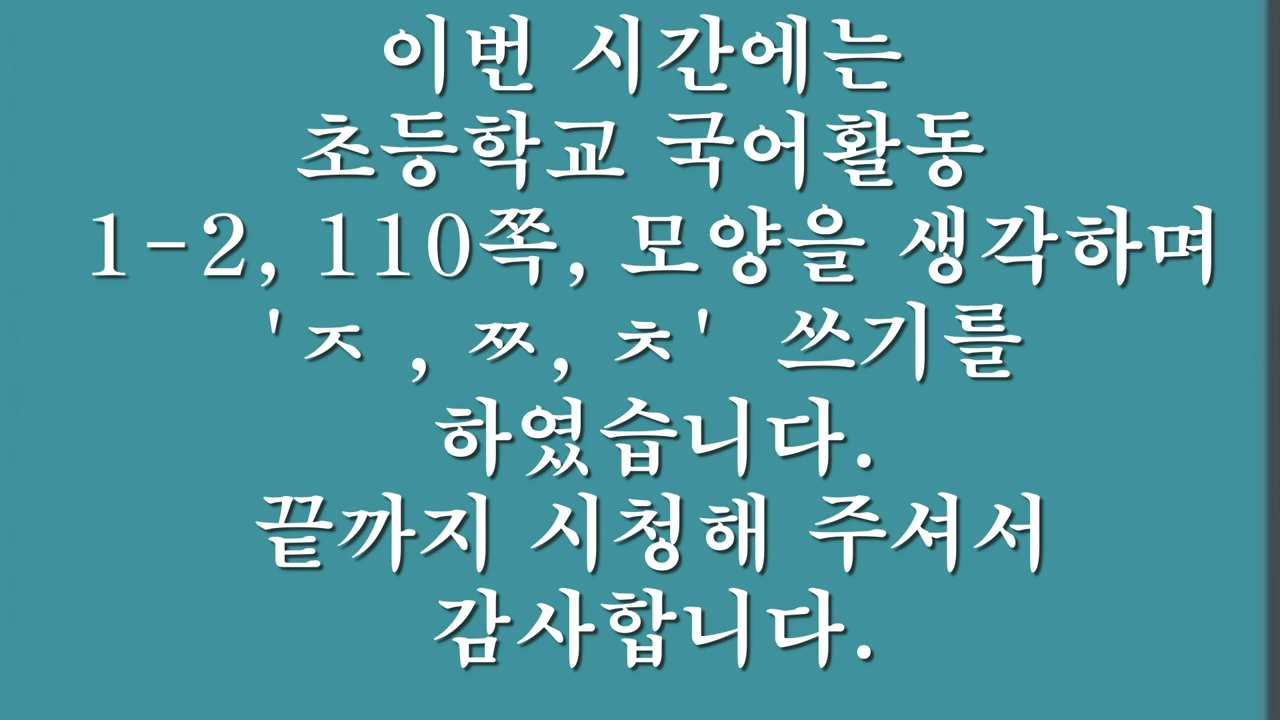 이번 시간에는
초등학교 국어활동
1-2, 110쪽, 모양을 생각하며
'ㅈ , ㅉ, ㅊ' 쓰기를
하였습니다.
끝까지 시청해 주셔서
감사합니다.